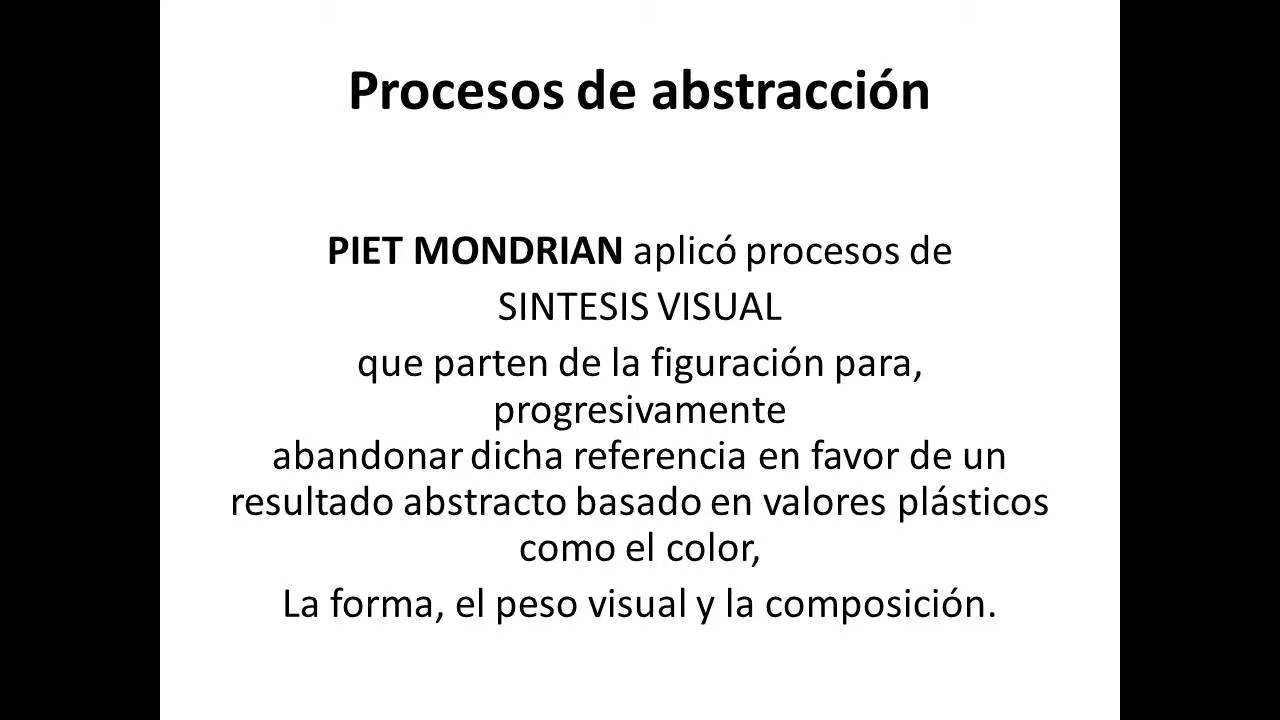 Procesos de abstracción
PIET MONDRIAN aplicó procesos de
SINTESIS VISUAL
que parten de la figuración para,
progresivamente
abandonar dicha referencia en favor de un
resultado abstracto basado en valores plásticos
como el color,
La forma, el peso visual y la composición.